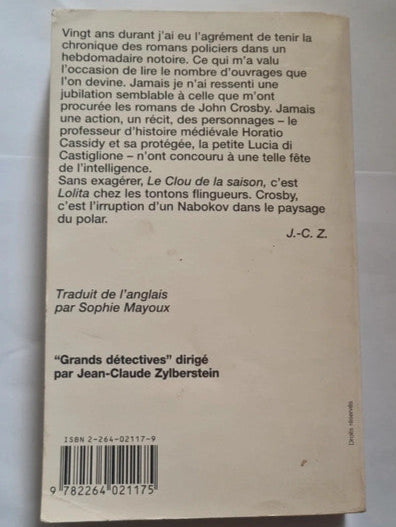 Vingt ans durant j'ai eu l'agrément de tenir la
chronique des romans policiers dans un
hebdomadaire notoire. Ce qui m'a valu
l'occasion de lire le nombre d'ouvrages que
l'on devine. Jamais je n'ai ressenti une
jubilation semblable à celle que m'ont
procurée les romans de John Crosby. Jamais
une action, un récit, des personnages – le
professeur d'histoire médiévale Horatio
Cassidy et sa protégée, la petite Lucia di
Castiglione – n'ont concouru à une telle fête
de l'intelligence.
Sans exagérer, Le Clou de la saison, c'est
Lolita chez les tontons flingueurs. Crosby,
c'est l'irruption d'un Nabokov dans le paysage
du polar.
J.-C. Z.
Traduit de l'anglais
par Sophie Mayoux
"Grands détectives" dirigé
par Jean-Claude Zylberstein
Droits réservés
ISBN 2-264-02117-9
9 782264 021175